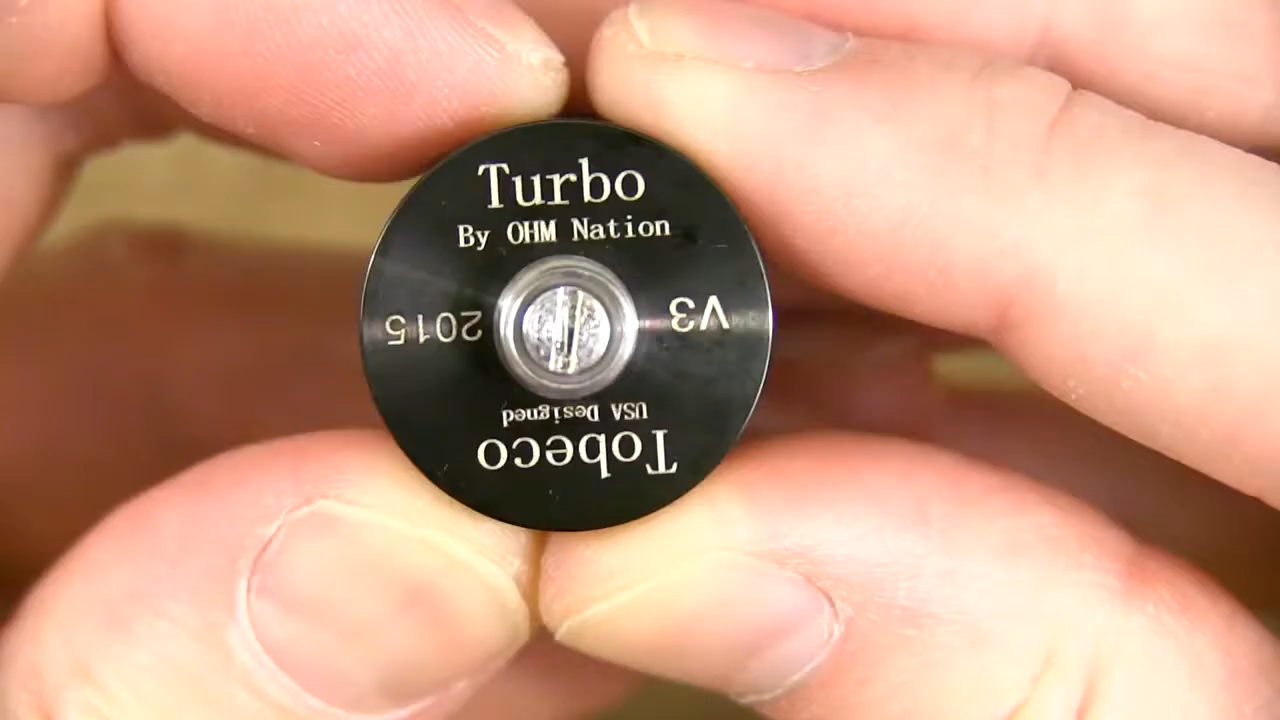 Turbo
By OHM Nation
V3
2015
Tobeco
USA Designed